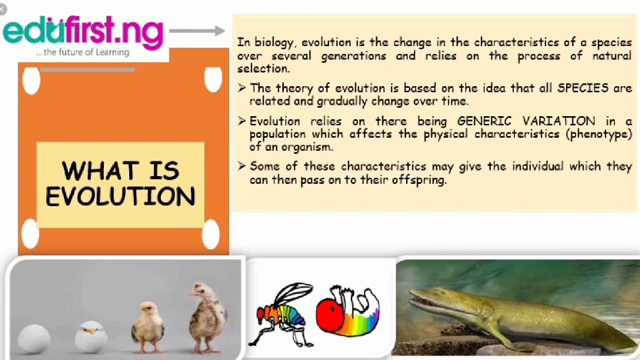 edufirst.ng
...the future of Learning
WHAT IS
EVOLUTION
In biology, evolution is the change in the characteristics of a species
over several generations and relies on the process of natural
selection.
➢ The theory of evolution is based on the idea that all SPECIES are
related and gradually change over time.
➢ Evolution relies on there being GENERIC VARIATION in a
population which affects the physical characteristics (phenotype)
of an organism.
➢ Some of these characteristics may give the individual which they
can then pass on to their offspring.